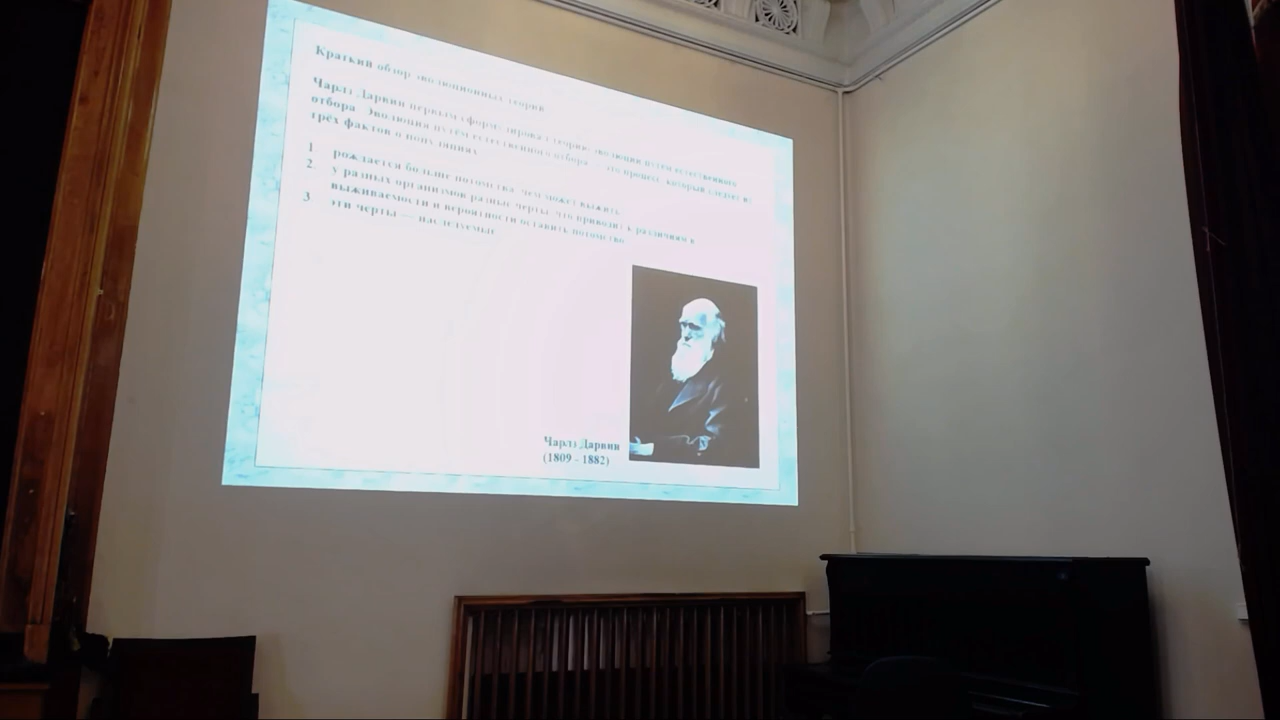 Краткий обзор эволюционных теорий
Чарлз Дарвин первым сформулировал теорию эволюции путём естественного
отбора. Эволюция путём естественного отбора — это процесс, который следует из
трёх фактов о популяциях
1. рождается больше потомства, чем может выжить
2. у разных организмов разные черты, что приводит к различиям в
выживаемости и вероятности оставить потомство
3. эти черты — наследуемые
Чарлз Дарвин
(1809 - 1882)